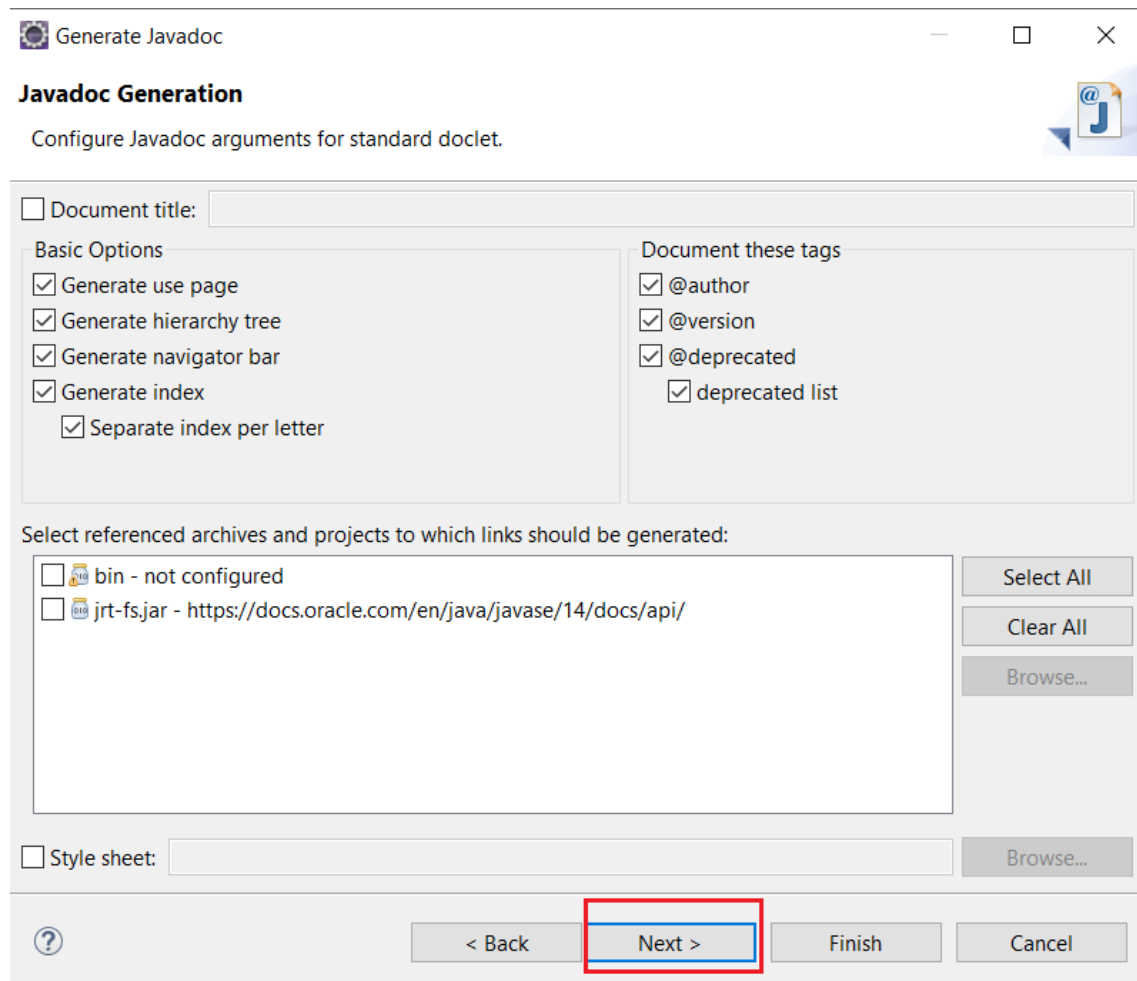 Generate Javadoc
Javadoc Generation
Configure Javadoc arguments for standard doclet.
@
J
Document title:
Basic Options
Generate use page
Generate hierarchy tree
Generate navigator bar
Generate index
Separate index per letter
Document these tags
@author
@version
@deprecated
deprecated list
Select referenced archives and projects to which links should be generated:
bin - not configured
jrt-fs.jar - https://docs.oracle.com/en/java/javase/14/docs/api/
Select All
Clear All
Browse...
Style sheet:
Browse...
?
< Back
Next >
Finish
Cancel